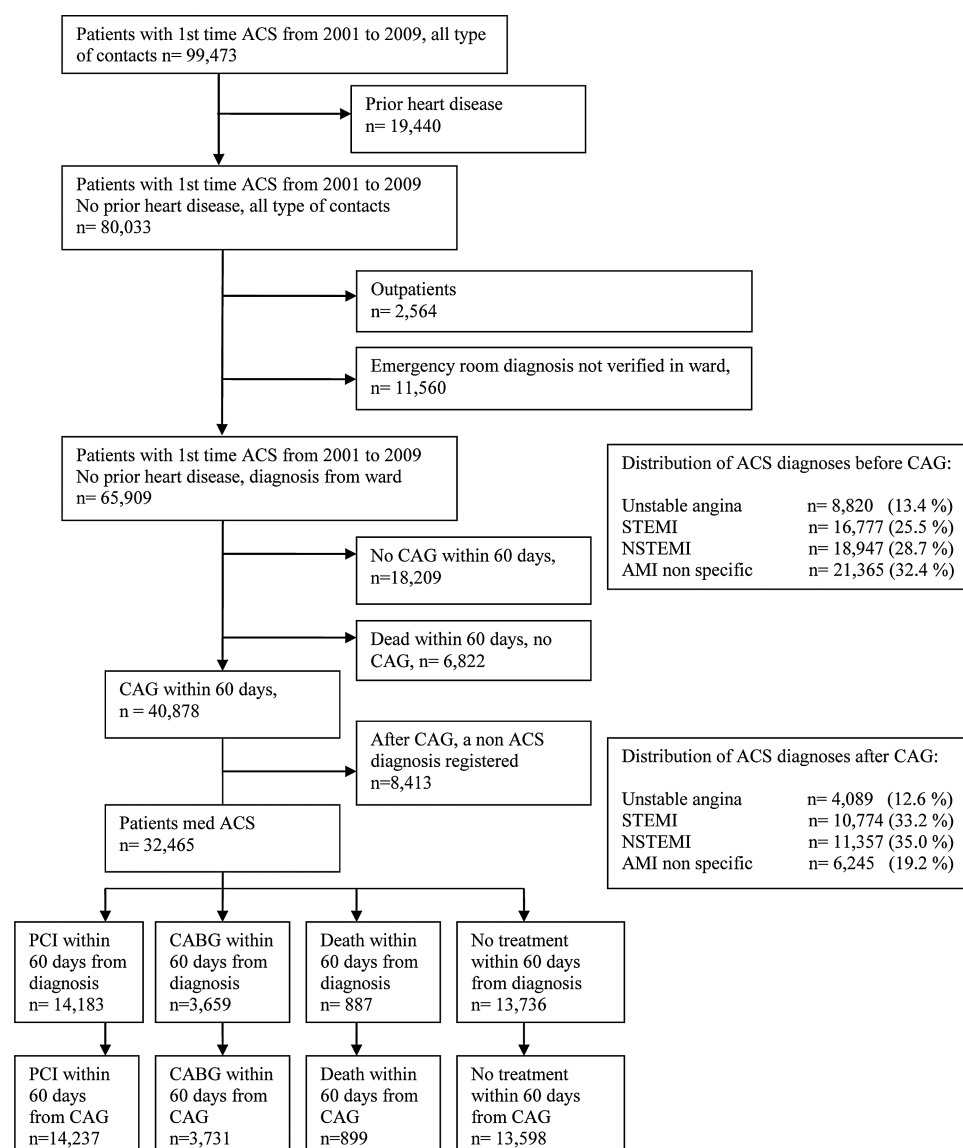 Patients with 1st time ACS from 2001 to 2009, all type
of contacts n= 99,473
Prior heart disease
n= 19,440
Patients with 1st time ACS from 2001 to 2009
No prior heart disease, all type of contacts
n= 80,033
Outpatients
n= 2,564
Emergency room diagnosis not verified in ward,
n= 11,560
Patients with 1st time ACS from 2001 to 2009
No prior heart disease, diagnosis from ward
n= 65,909
Distribution of ACS diagnoses before CAG:
Unstable angina n= 8,820 (13.4 %)
STEMI n= 16,777 (25.5 %)
NSTEMI n= 18,947 (28.7 %)
AMI non specific n= 21,365 (32.4 %)
No CAG within 60 days,
n=18,209
Dead within 60 days, no
CAG, n= 6,822
CAG within 60 days,
n = 40,878
After CAG, a non ACS
diagnosis registered
n=8,413
Distribution of ACS diagnoses after CAG:
Unstable angina n= 4,089 (12.6 %)
STEMI n= 10,774 (33.2 %)
NSTEMI n= 11,357 (35.0 %)
AMI non specific n= 6,245 (19.2 %)
Patients med ACS
n= 32,465
PCI within
60 days from
diagnosis
n= 14,183
CABG within
60 days from
diagnosis
n=3,659
Death within
60 days from
diagnosis
n= 887
No treatment
within 60 days
from diagnosis
n= 13,736
PCI within
60 days
from CAG
n=14,237
CABG within
60 days from
CAG
n=3,731
Death within
60 days from
CAG
n=899
No treatment
within 60 days
from CAG
n= 13,598